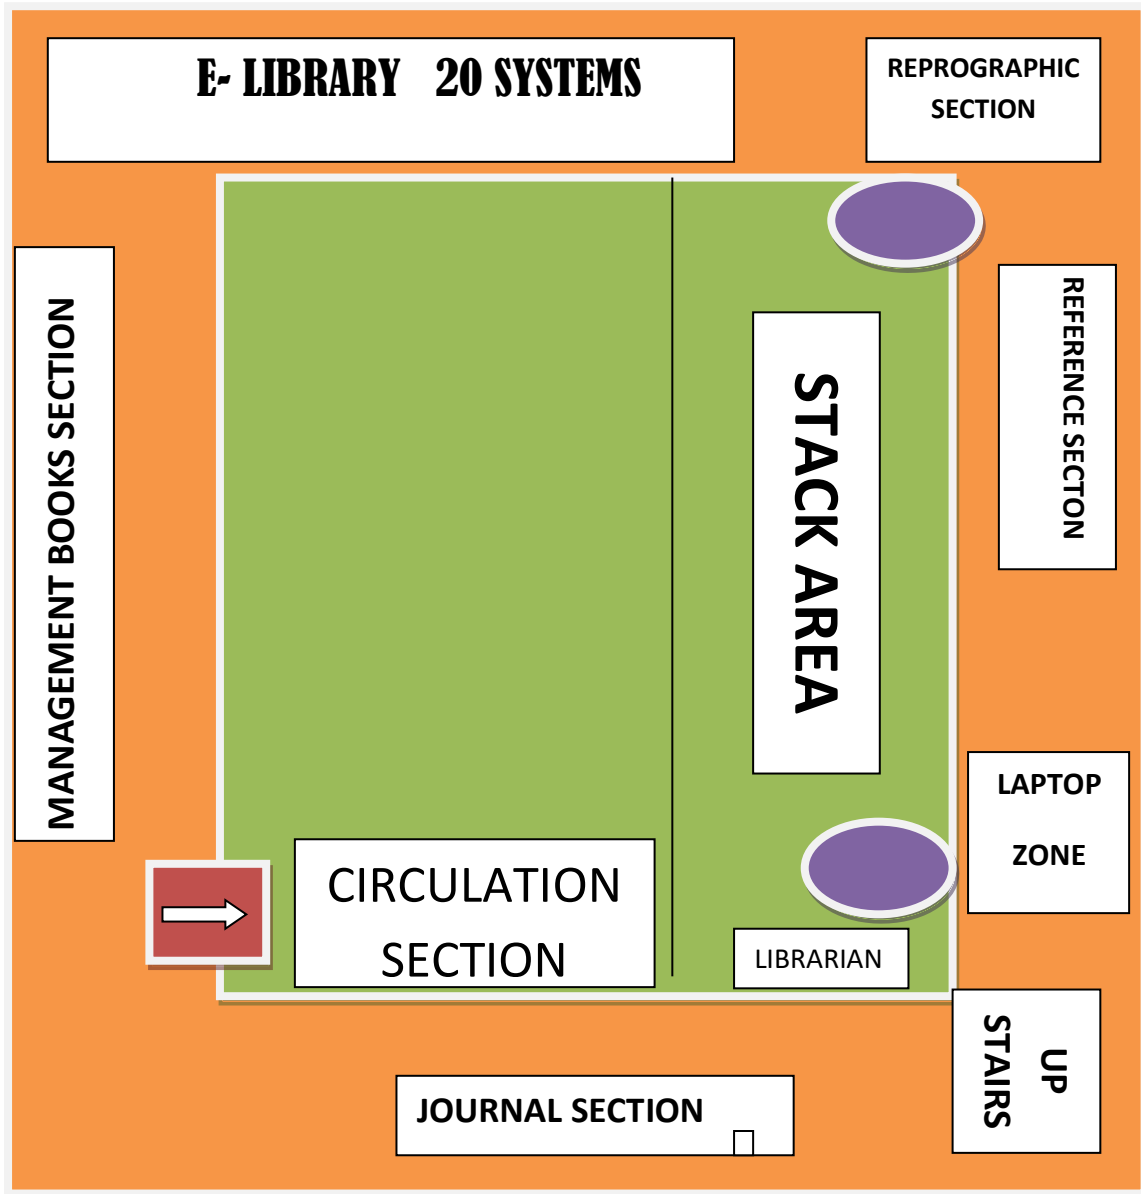 E- LIBRARY 20 SYSTEMS
REPROGRAPHIC
SECTION
MANAGEMENT BOOKS SECTION
STACK AREA
REFERENCE SECTON
LAPTOP
ZONE
CIRCULATION
SECTION
LIBRARIAN
UP
STAIRS
JOURNAL SECTION